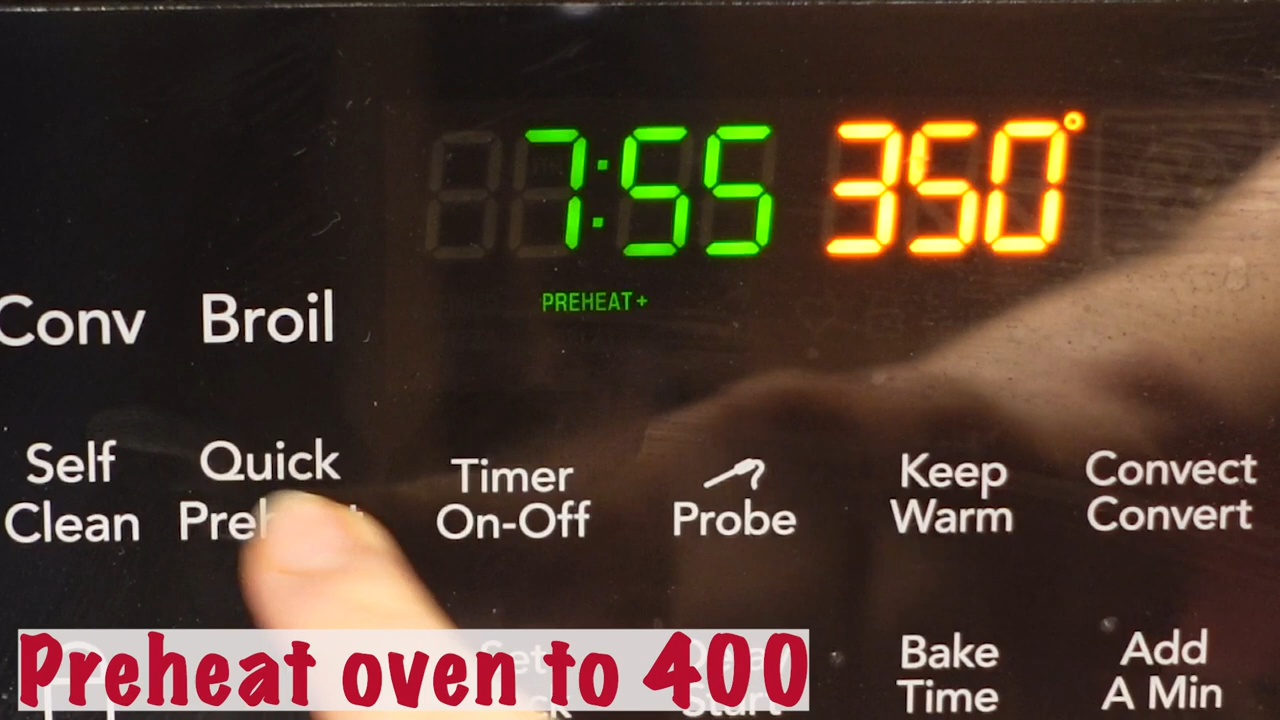 7:55 350°
PREHEAT+
Conv Broil
Self Clean
Quick
Timer On-Off
Probe
Keep Warm
Convect Convert
Bake Time
Add A Min
Preheat oven to 400